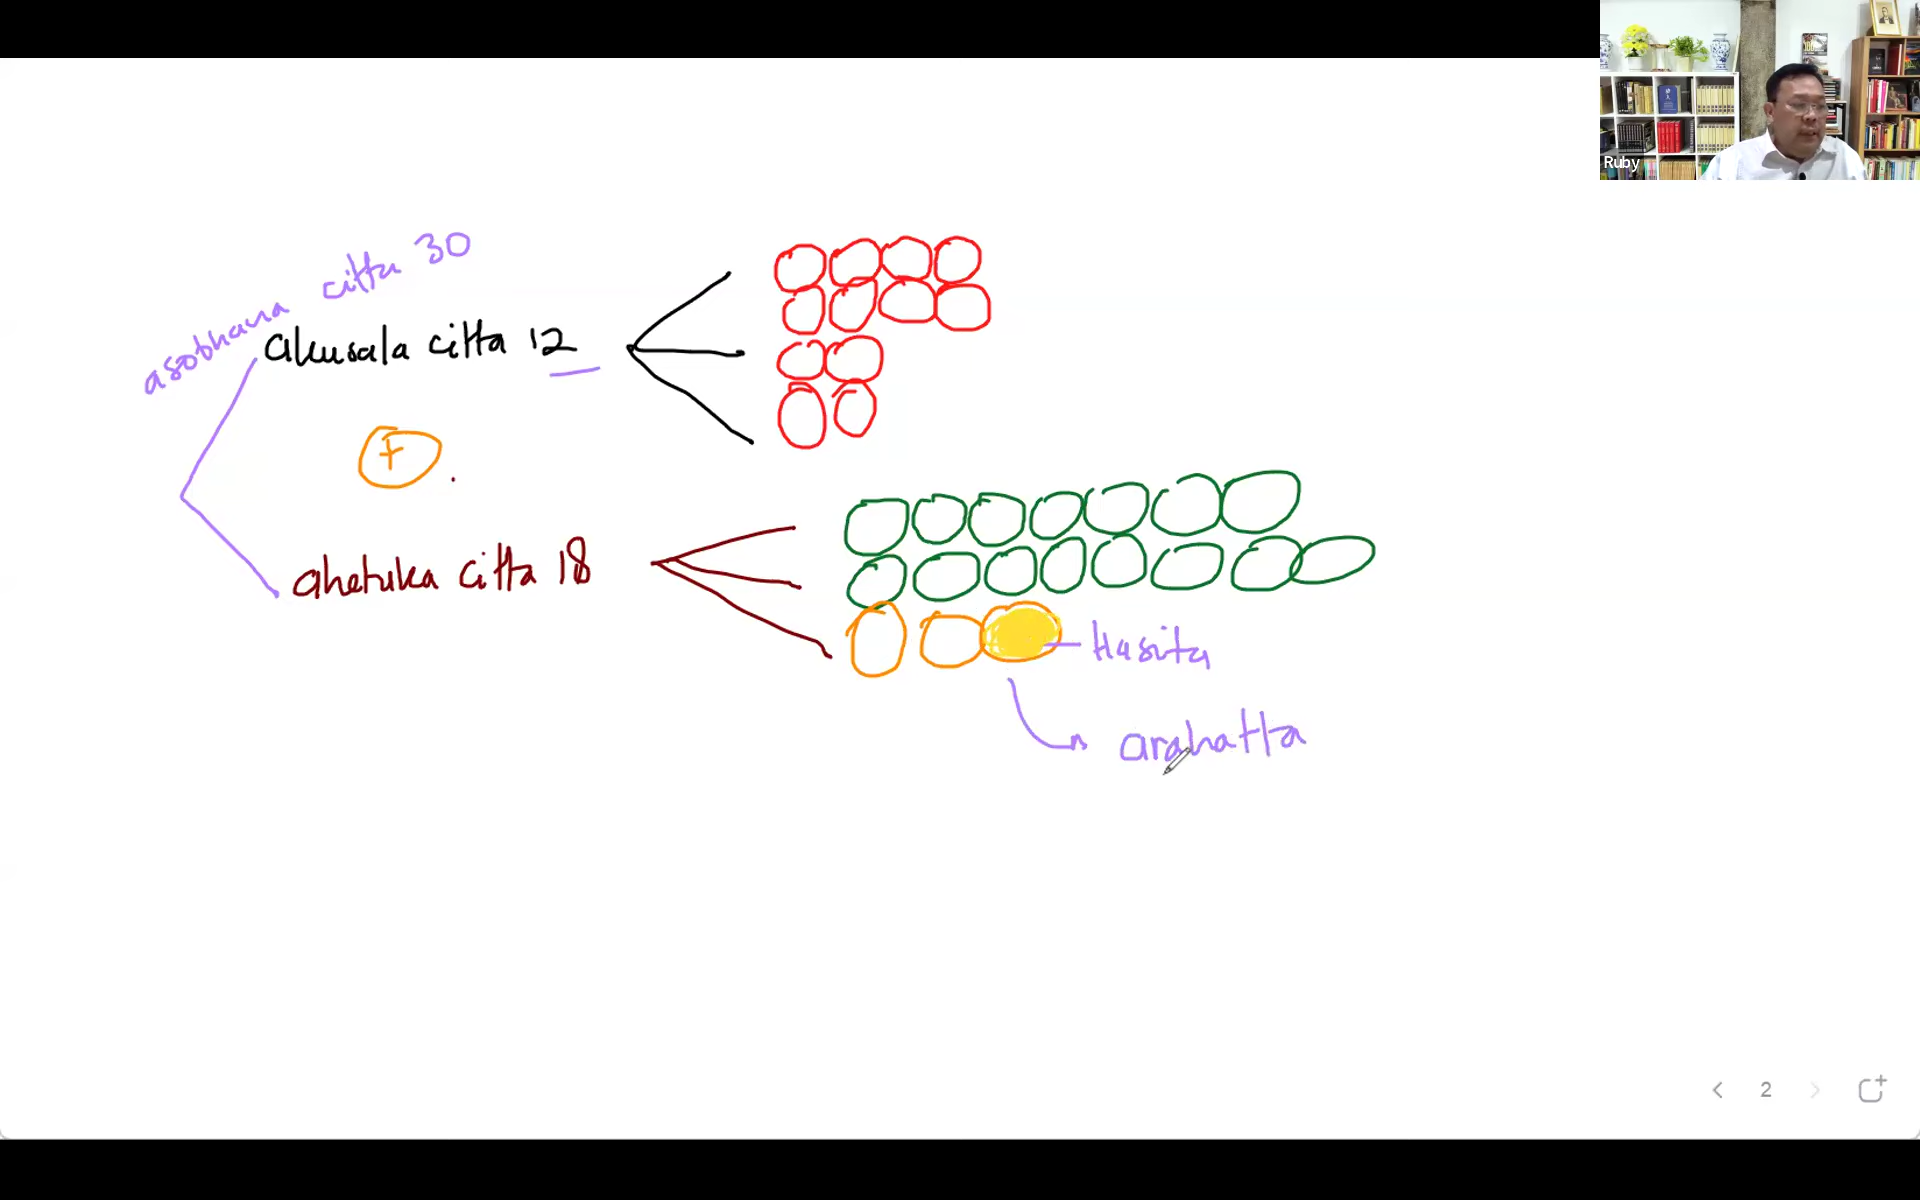 Ruby
asobhana citta 30
akusala citta 12
+
ahetuka citta 18
Hasita
arahatta
2